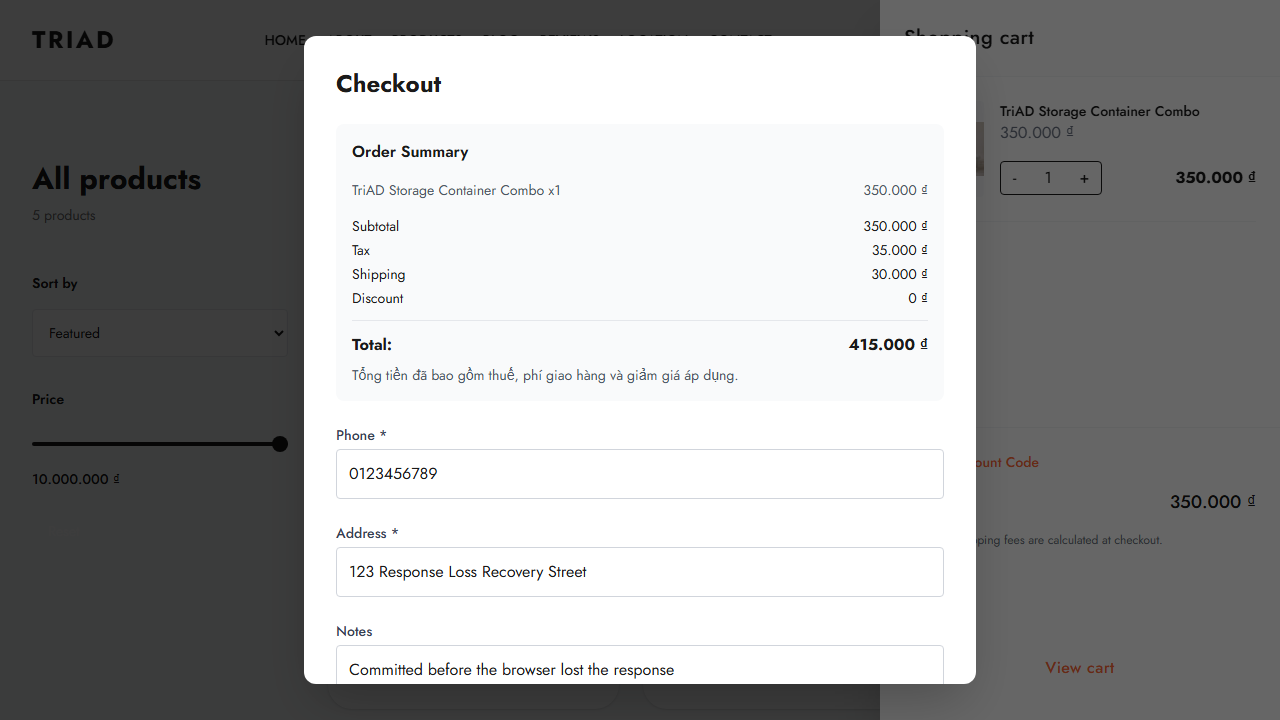 TRIAD
HOME
Shopping cart
Checkout
Order Summary
TriAD Storage Container Combo x1 350.000 ₫
Subtotal 350.000 ₫
Tax 35.000 ₫
Shipping 30.000 ₫
Discount 0 ₫
Total: 415.000 ₫
Tổng tiền đã bao gồm thuế, phí giao hàng và giảm giá áp dụng.
Phone *
0123456789
Address *
123 Response Loss Recovery Street
Notes
Committed before the browser lost the response
All products
5 products
Sort by
Featured
Price
10.000.000 ₫
TriAD Storage Container Combo
350.000 ₫
- 1 + 350.000 ₫
ount Code
350.000 ₫
ping fees are calculated at checkout.
View cart